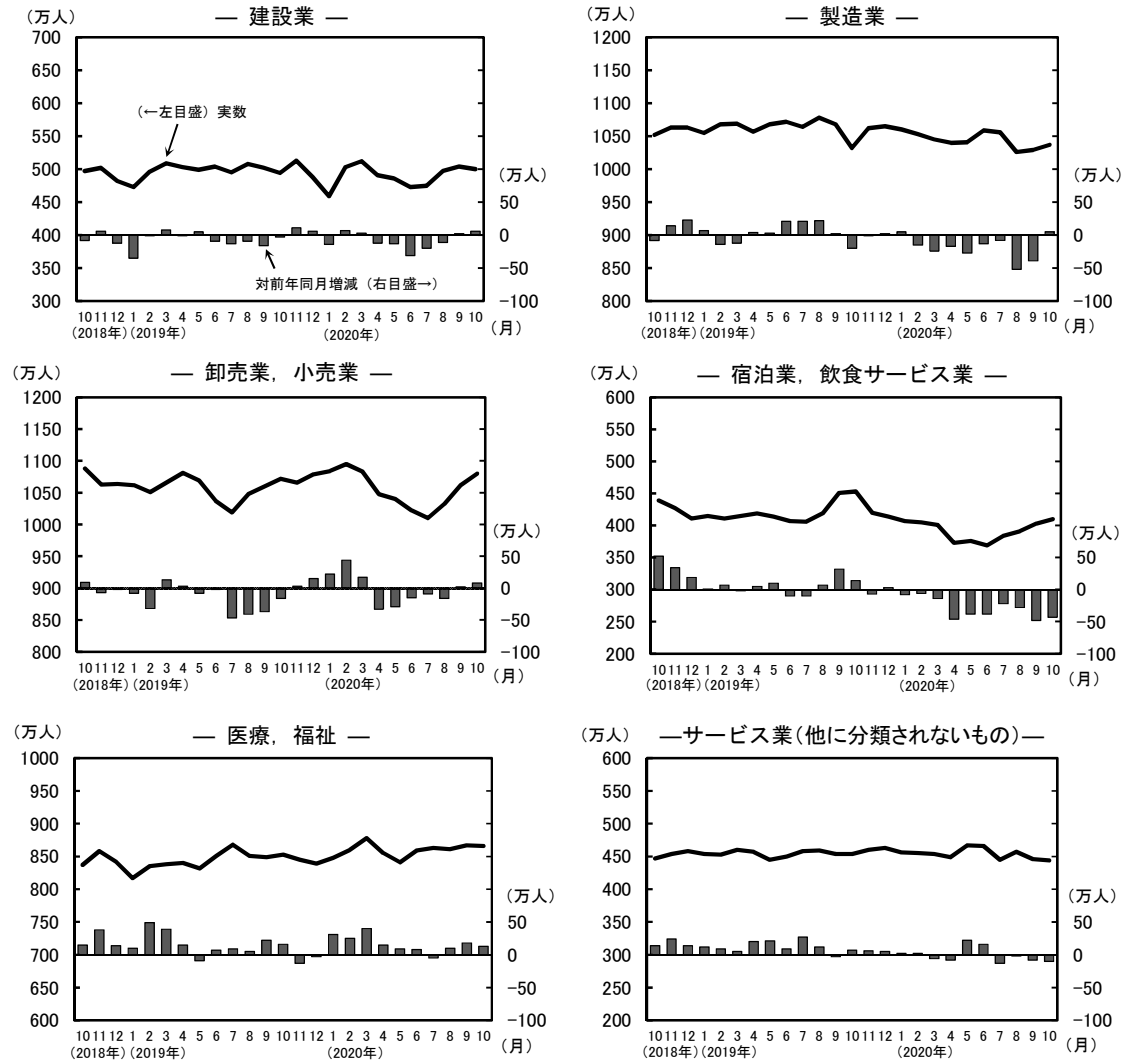 — 建設業 —
(万人)
700
650
600
550
500
450
400
350
300
(←左目盛) 実数
対前年同月増減 (右目盛→)
(万人)
50
0
−50
−100
10 11 12 1 2 3 4 5 6 7 8 9 10 11 12 1 2 3 4 5 6 7 8 9 10
(2018年) (2019年) (2020年) (月)
— 製造業 —
(万人)
1200
1150
1100
1050
1000
950
900
850
800
(万人)
50
0
−50
−100
10 11 12 1 2 3 4 5 6 7 8 9 10 11 12 1 2 3 4 5 6 7 8 9 10
(2018年) (2019年) (2020年) (月)
— 卸売業, 小売業 —
(万人)
1200
1150
1100
1050
1000
950
900
850
800
(万人)
50
0
−50
−100
10 11 12 1 2 3 4 5 6 7 8 9 10 11 12 1 2 3 4 5 6 7 8 9 10
(2018年) (2019年) (2020年) (月)
— 宿泊業, 飲食サービス業 —
(万人)
600
550
500
450
400
350
300
250
200
(万人)
50
0
−50
−100
10 11 12 1 2 3 4 5 6 7 8 9 10 11 12 1 2 3 4 5 6 7 8 9 10
(2018年) (2019年) (2020年) (月)
— 医療, 福祉 —
(万人)
1000
950
900
850
800
750
700
650
600
(万人)
50
0
−50
−100
10 11 12 1 2 3 4 5 6 7 8 9 10 11 12 1 2 3 4 5 6 7 8 9 10
(2018年) (2019年) (2020年) (月)
—サービス業(他に分類されないもの)—
(万人)
600
550
500
450
400
350
300
250
200
(万人)
50
0
−50
−100
10 11 12 1 2 3 4 5 6 7 8 9 10 11 12 1 2 3 4 5 6 7 8 9 10
(2018年) (2019年) (2020年) (月)